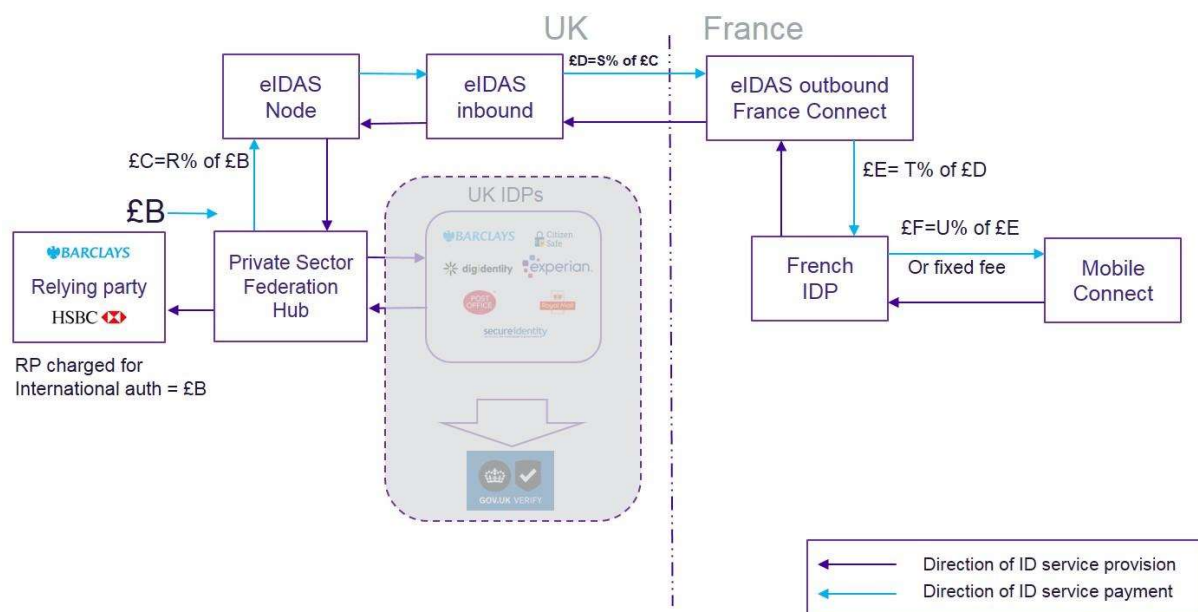 UK
France
£D=S% of £C
eIDAS
Node
eIDAS
inbound
eIDAS outbound
France Connect
£C=R% of £B
£E= T% of £D
£B
UK IDPs
BARCLAYS
Citizen
Safe
digidentity
experian.
POST
OFFICE
Royal Mail
secureidentity
GOV.UK VERIFY
BARCLAYS
Relying party
HSBC
Private Sector
Federation
Hub
RP charged for
International auth = £B
£F=U% of £E
Or fixed fee
French
IDP
Mobile
Connect
Direction of ID service provision
Direction of ID service payment